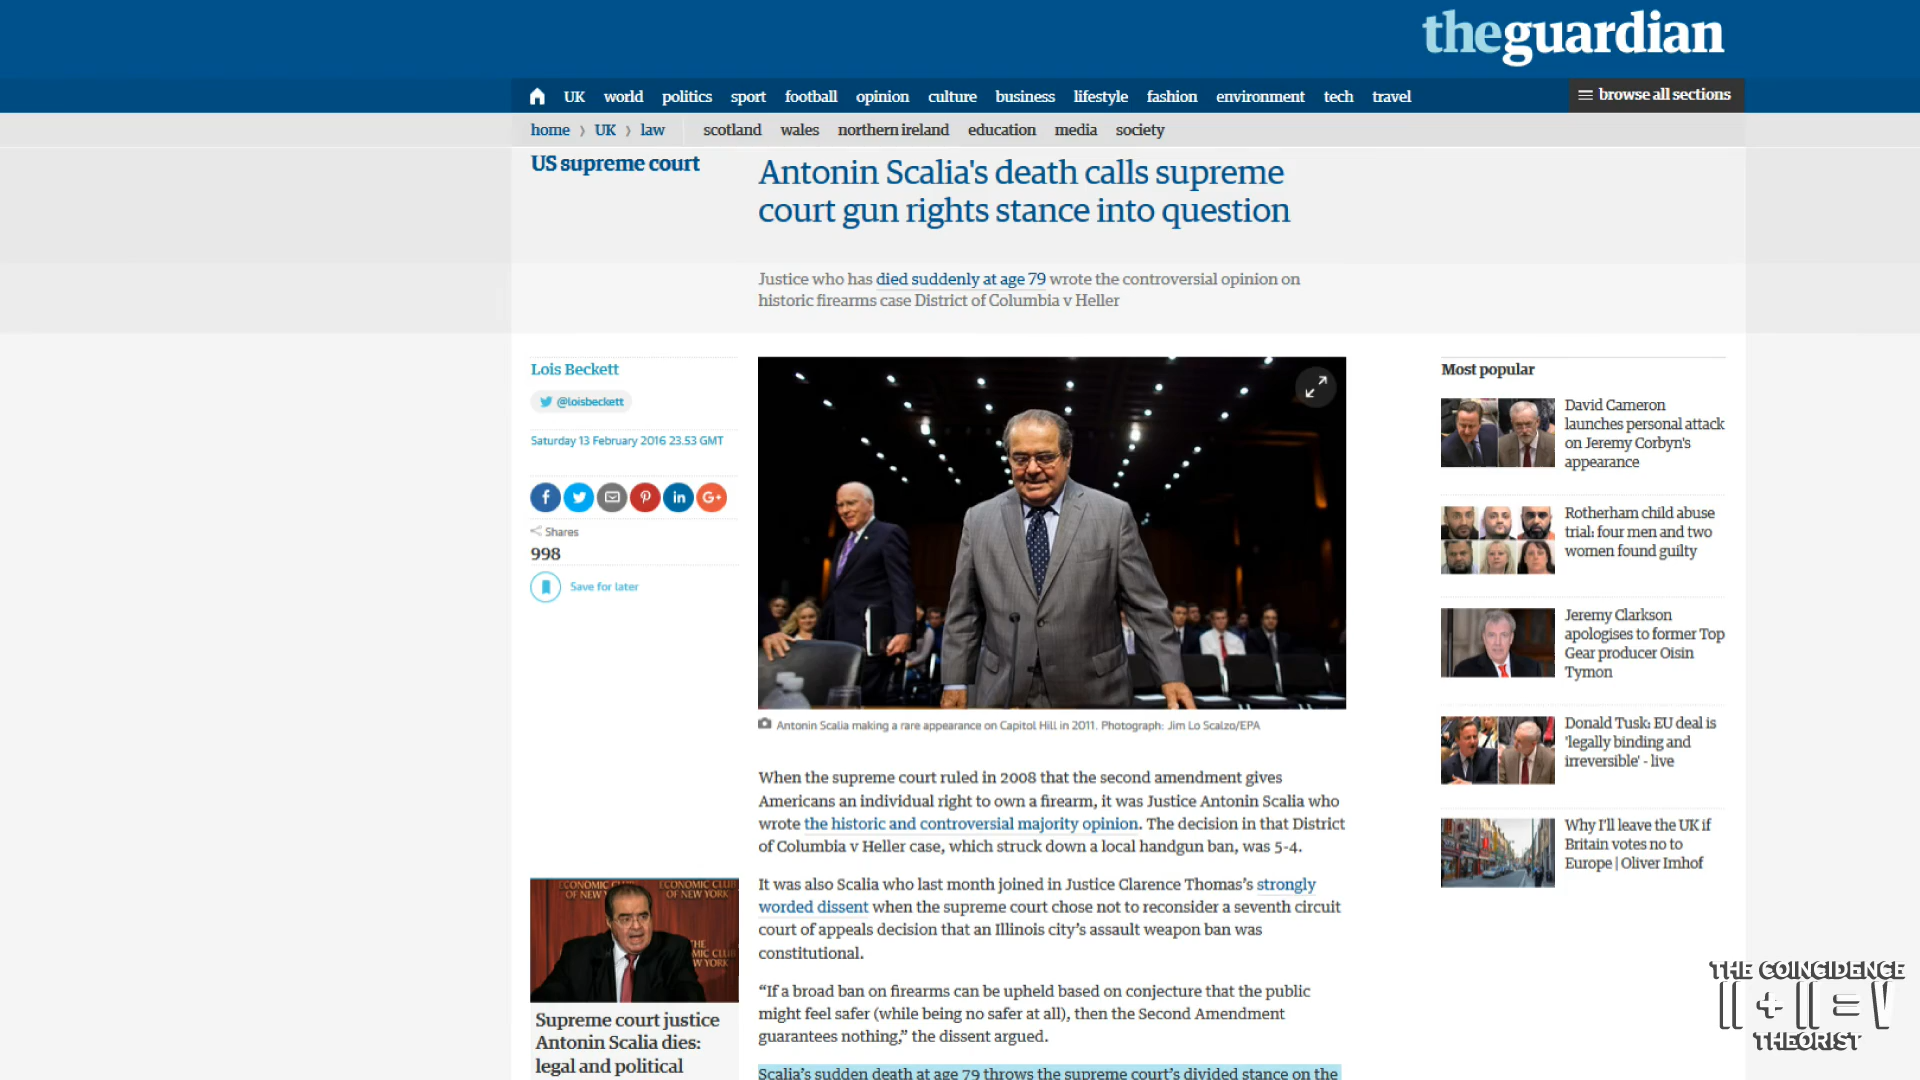 theguardian
UK world politics sport football opinion culture business lifestyle fashion environment tech travel
browse all sections
home › UK › law scotland wales northern ireland education media society
US supreme court
Antonin Scalia's death calls supreme
court gun rights stance into question
Justice who has died suddenly at age 79 wrote the controversial opinion on
historic firearms case District of Columbia v Heller
Lois Beckett
@loisbeckett
Saturday 13 February 2016 23.53 GMT
Shares
998
Save for later
Antonin Scalia making a rare appearance on Capitol Hill in 2011. Photograph: Jim Lo Scalzo/EPA
When the supreme court ruled in 2008 that the second amendment gives
Americans an individual right to own a firearm, it was Justice Antonin Scalia who
wrote the historic and controversial majority opinion. The decision in that District
of Columbia v Heller case, which struck down a local handgun ban, was 5-4.
It was also Scalia who last month joined in Justice Clarence Thomas’s strongly
worded dissent when the supreme court chose not to reconsider a seventh circuit
court of appeals decision that an Illinois city’s assault weapon ban was
constitutional.
“If a broad ban on firearms can be upheld based on conjecture that the public
might feel safer (while being no safer at all), then the Second Amendment
guarantees nothing,” the dissent argued.
Scalia’s sudden death at age 79 throws the supreme court’s divided stance on the
ECONOMIC CLUB
OF NEW YORK
ECONOMIC CLUB
OF NEW YORK
Supreme court justice
Antonin Scalia dies:
legal and political
Most popular
David Cameron
launches personal attack
on Jeremy Corbyn's
appearance
Rotherham child abuse
trial: four men and two
women found guilty
Jeremy Clarkson
apologises to former Top
Gear producer Oisin
Tymon
Donald Tusk: EU deal is
'legally binding and
irreversible' - live
Why I'll leave the UK if
Britain votes no to
Europe | Oliver Imhof
THE COINCIDENCE
|| + || = \/
THEORIST